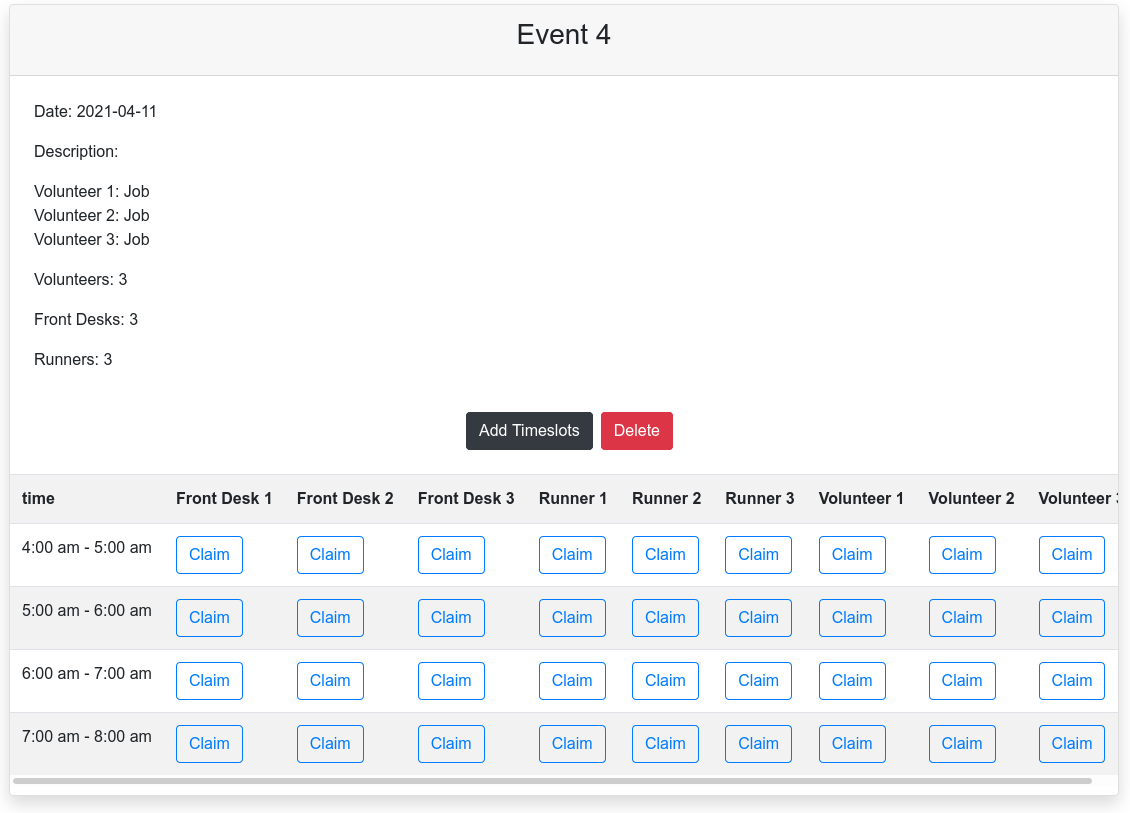 Event 4
Date: 2021-04-11
Description:
Volunteer 1: Job
Volunteer 2: Job
Volunteer 3: Job
Volunteers: 3
Front Desks: 3
Runners: 3
Add Timeslots Delete
time Front Desk 1 Front Desk 2 Front Desk 3 Runner 1 Runner 2 Runner 3 Volunteer 1 Volunteer 2 Volunteer 3
4:00 am - 5:00 am Claim Claim Claim Claim Claim Claim Claim Claim Claim
5:00 am - 6:00 am Claim Claim Claim Claim Claim Claim Claim Claim Claim
6:00 am - 7:00 am Claim Claim Claim Claim Claim Claim Claim Claim Claim
7:00 am - 8:00 am Claim Claim Claim Claim Claim Claim Claim Claim Claim